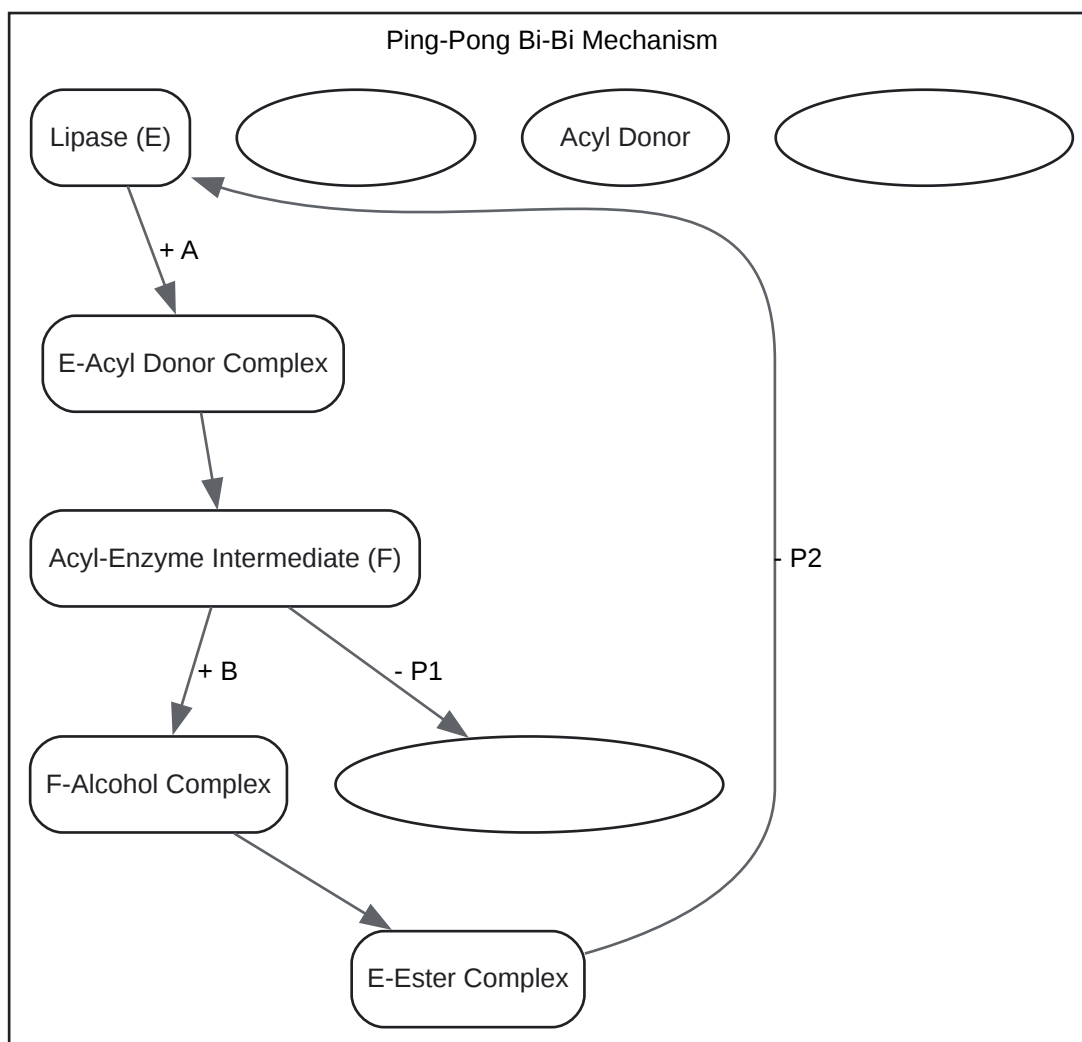 Ping-Pong Bi-Bi Mechanism
Lipase (E)
Acyl Donor
+ A
E-Acyl Donor Complex
Acyl-Enzyme Intermediate (F)
- P2
+ B
- P1
F-Alcohol Complex
E-Ester Complex